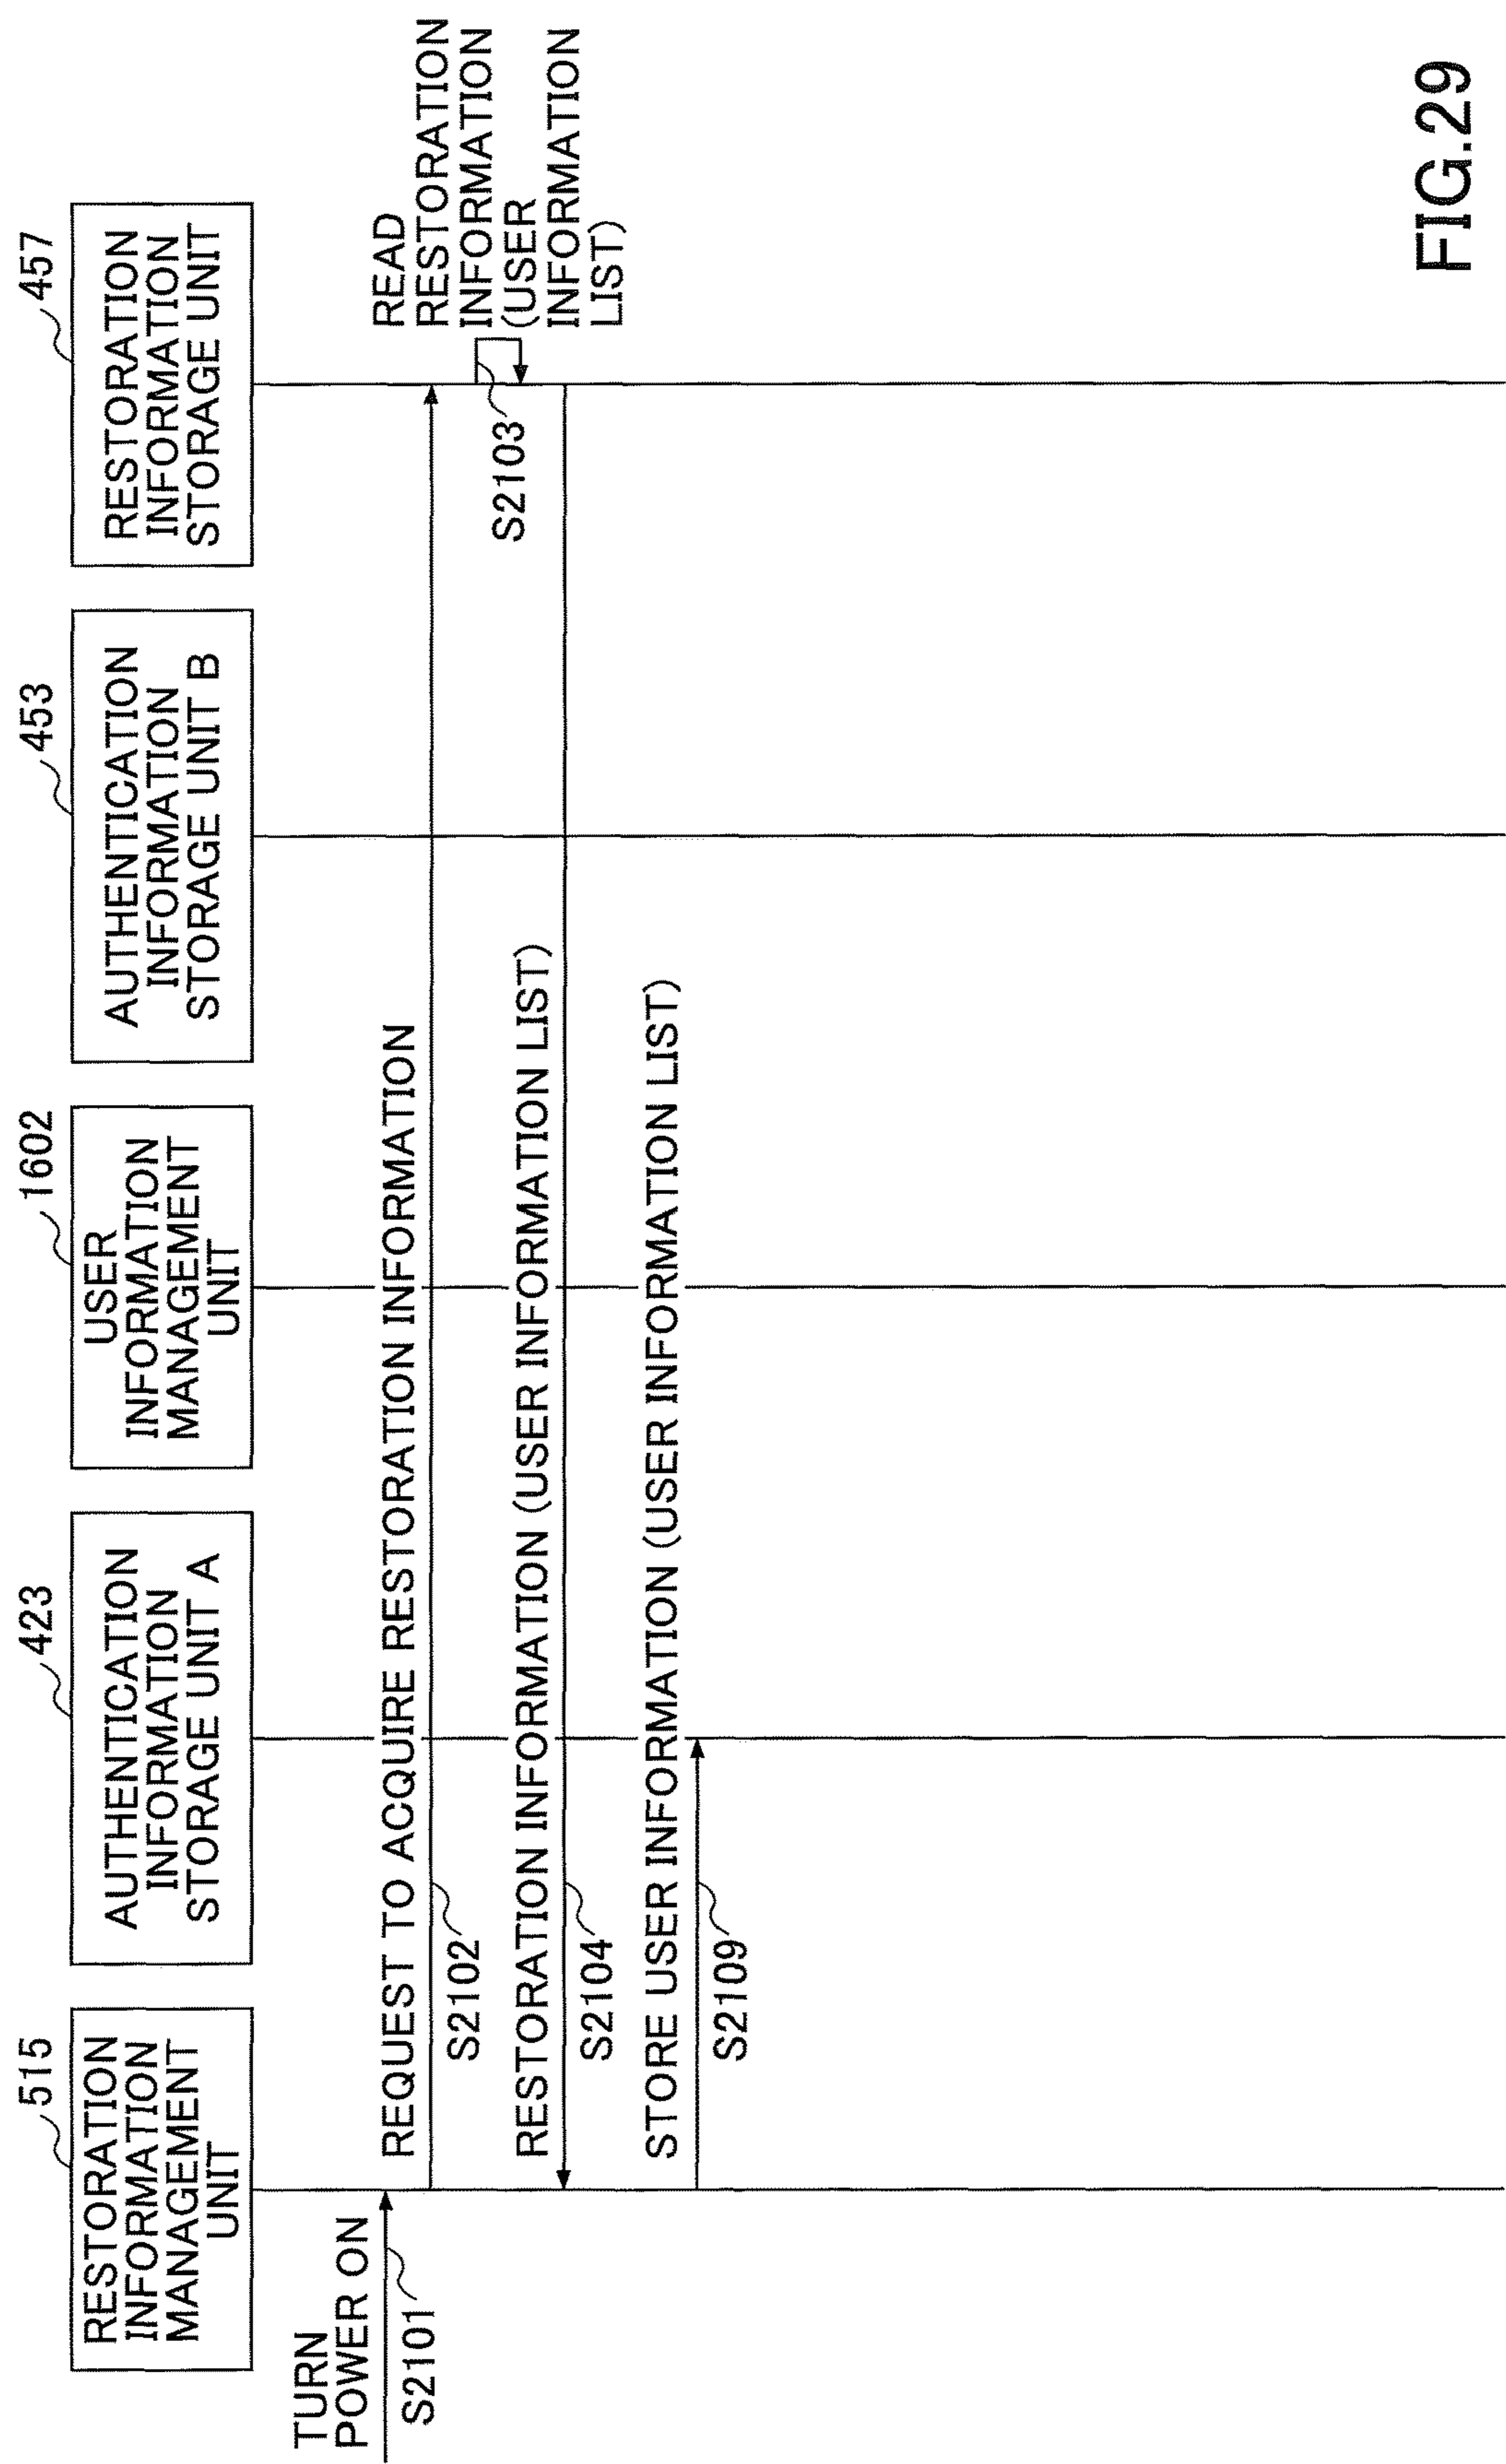 515
RESTORATION
INFORMATION
MANAGEMENT
UNIT
423
AUTHENTICATION
INFORMATION
STORAGE UNIT A
1602
USER
INFORMATION
MANAGEMENT
UNIT
453
AUTHENTICATION
INFORMATION
STORAGE UNIT B
457
RESTORATION
INFORMATION
STORAGE UNIT
TURN
POWER ON
S2101
REQUEST TO ACQUIRE RESTORATION INFORMATION
S2102
READ
RESTORATION
INFORMATION
(USER
INFORMATION
LIST)
S2103
RESTORATION INFORMATION (USER INFORMATION LIST)
S2104
STORE USER INFORMATION (USER INFORMATION LIST)
S2109
FIG.29